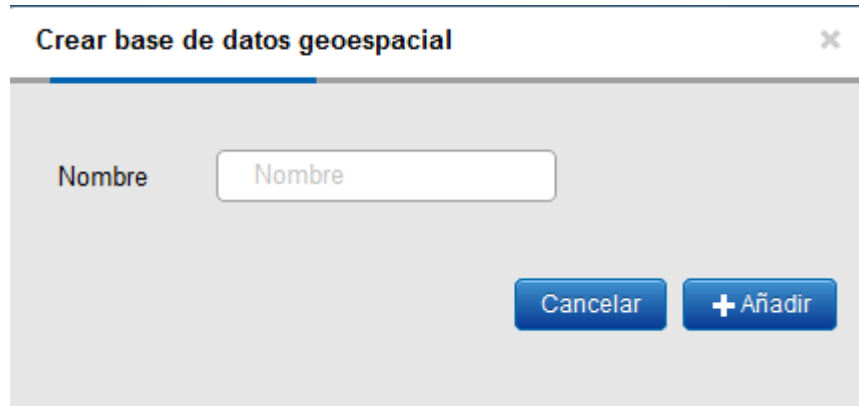 Crear base de datos geoespacial ×
Nombre Nombre
Cancelar + Añadir